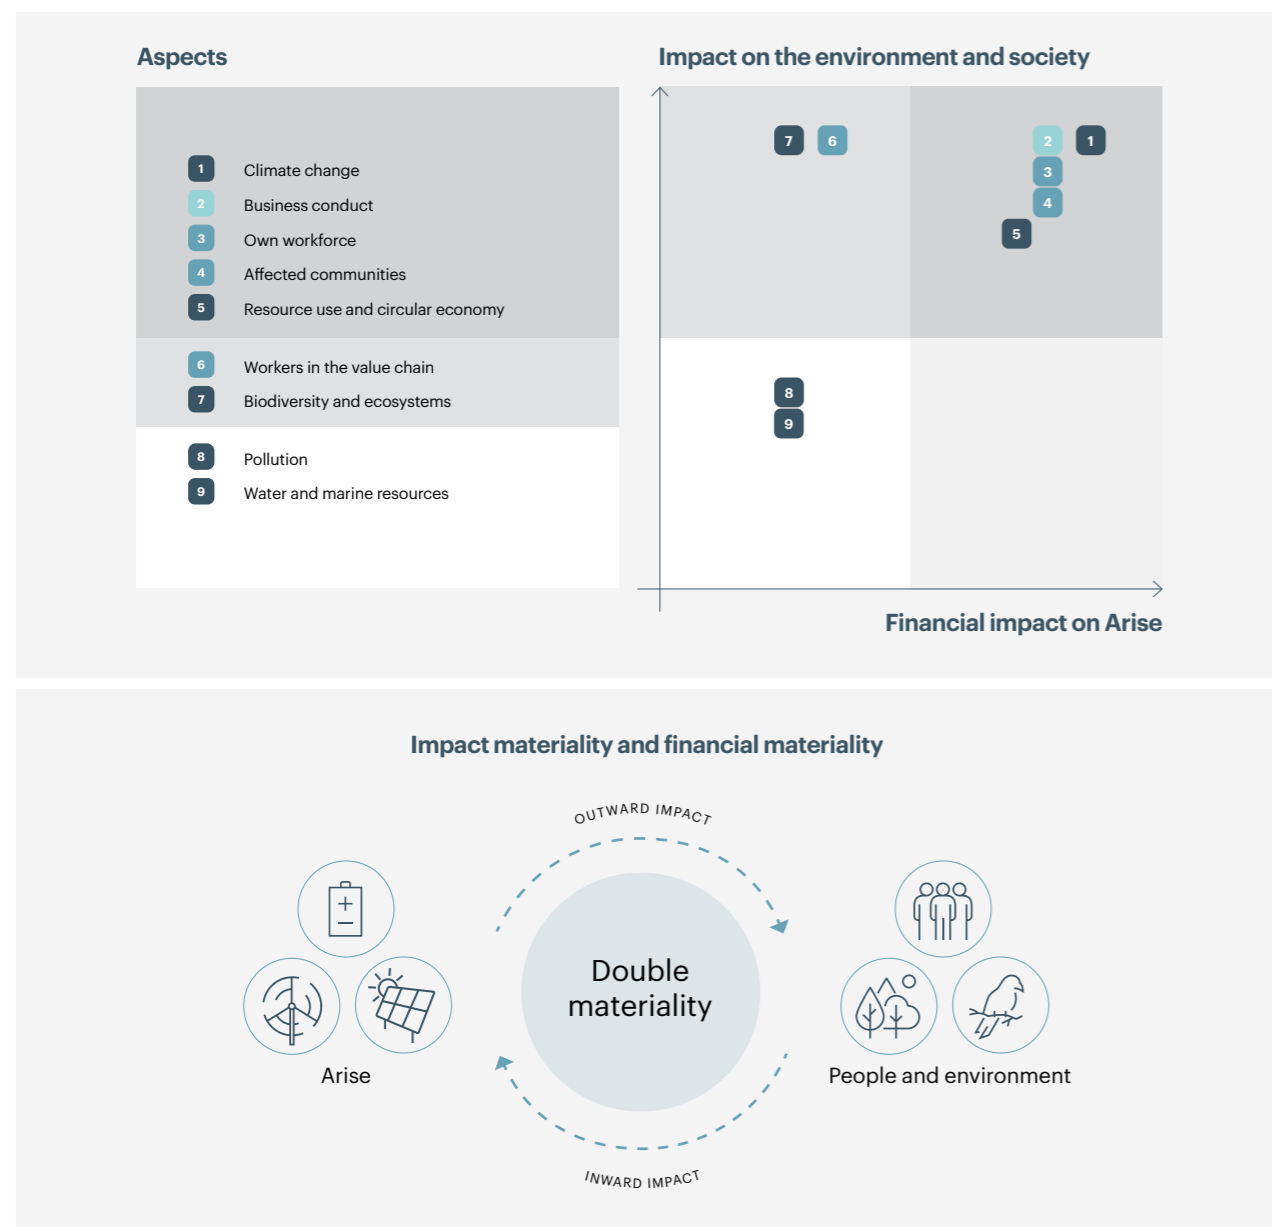 Aspects
1 Climate change
2 Business conduct
3 Own workforce
4 Affected communities
5 Resource use and circular economy
6 Workers in the value chain
7 Biodiversity and ecosystems
8 Pollution
9 Water and marine resources
Impact on the environment and society
7 6 2 1
3
4
5
8
9
Financial impact on Arise
Impact materiality and financial materiality
OUTWARD IMPACT
Double
materiality
Arise
People and environment
INWARD IMPACT